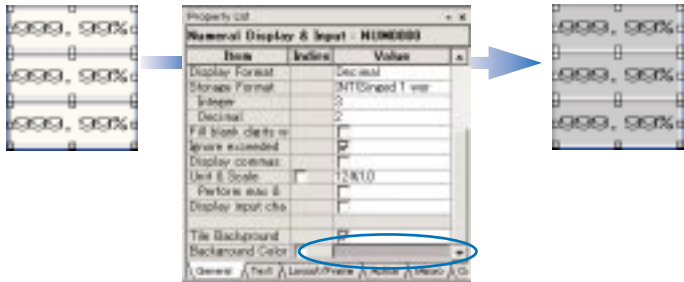 999.99%
999.99%
999.99%
Property List
Numeral Display & Input - NUM0000
Item Indirec Value
Display Format Decimal
Storage Format INT(Singed 1 wor
Integer 3
Decimal 2
Fill blank digits w
Ignore exceeded
Display commas
Unit & Scale
Perform max &
Display input cha
Tile Background
Background Color
General Text Layout/Frame Action Macro
999.99%
999.99%
999.99%